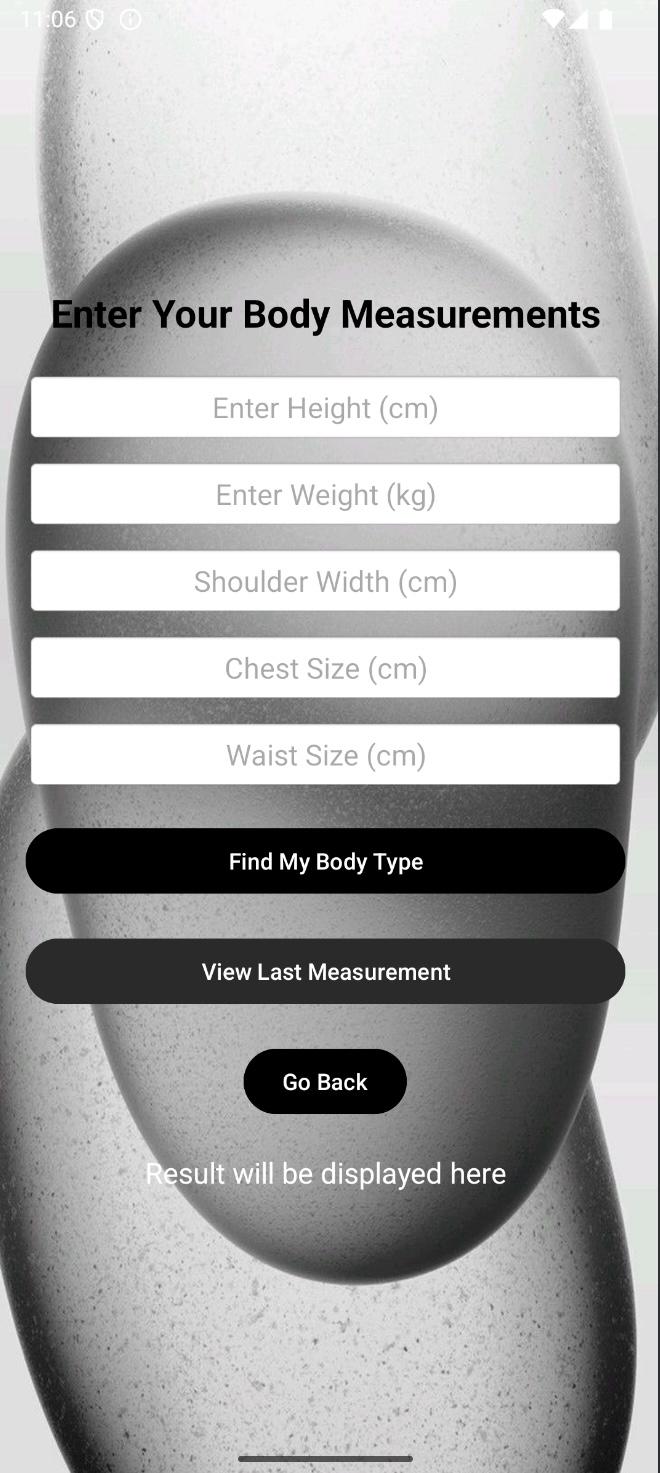 11:06
Enter Your Body Measurements
Enter Height (cm)
Enter Weight (kg)
Shoulder Width (cm)
Chest Size (cm)
Waist Size (cm)
Find My Body Type
View Last Measurement
Go Back
Result will be displayed here